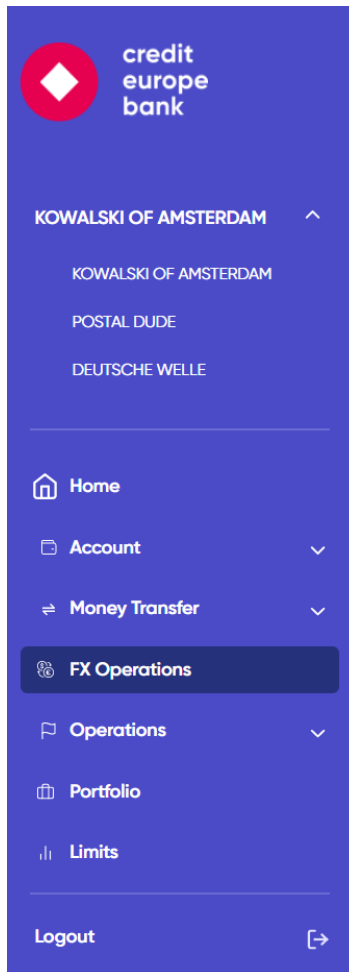 credit
europe
bank
KOWALSKI OF AMSTERDAM
KOWALSKI OF AMSTERDAM
POSTAL DUDE
DEUTSCHE WELLE
Home
Account
Money Transfer
FX Operations
Operations
Portfolio
Limits
Logout